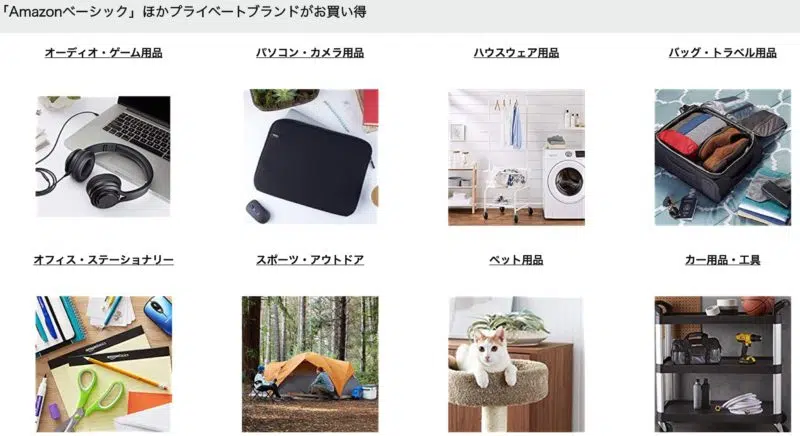 「Amazonベーシック」ほかプライベートブランドがお買い得
オーディオ・ゲーム用品
パソコン・カメラ用品
ハウスウェア用品
バッグ・トラベル用品
オフィス・ステーショナリー
スポーツ・アウトドア
ペット用品
カー用品・工具